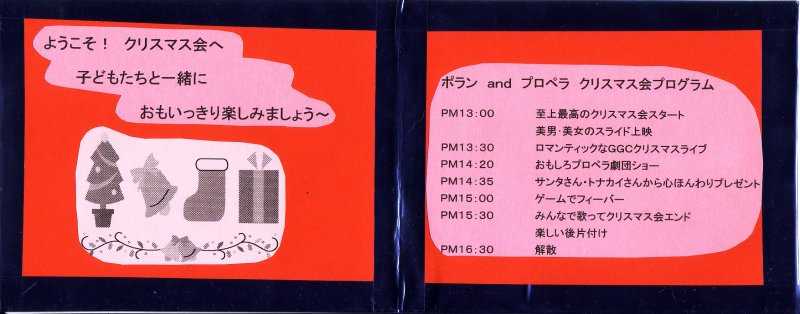 ようこそ！　クリスマス会へ
子どもたちと一緒に
おもいっきり楽しみましょう～
ポラン　and　プロペラ　クリスマス会プログラム
PM13:00　至上最高のクリスマス会スタート
美男・美女のスライド上映
PM13:30　ロマンティックなGGCクリスマスライブ
PM14:20　おもしろプロペラ劇団ショー
PM14:35　サンタさん・トナカイさんから心ほんわりプレゼント
PM15:00　ゲームでフィーバー
PM15:30　みんなで歌ってクリスマス会エンド
楽しい後片付け
PM16:30　解散